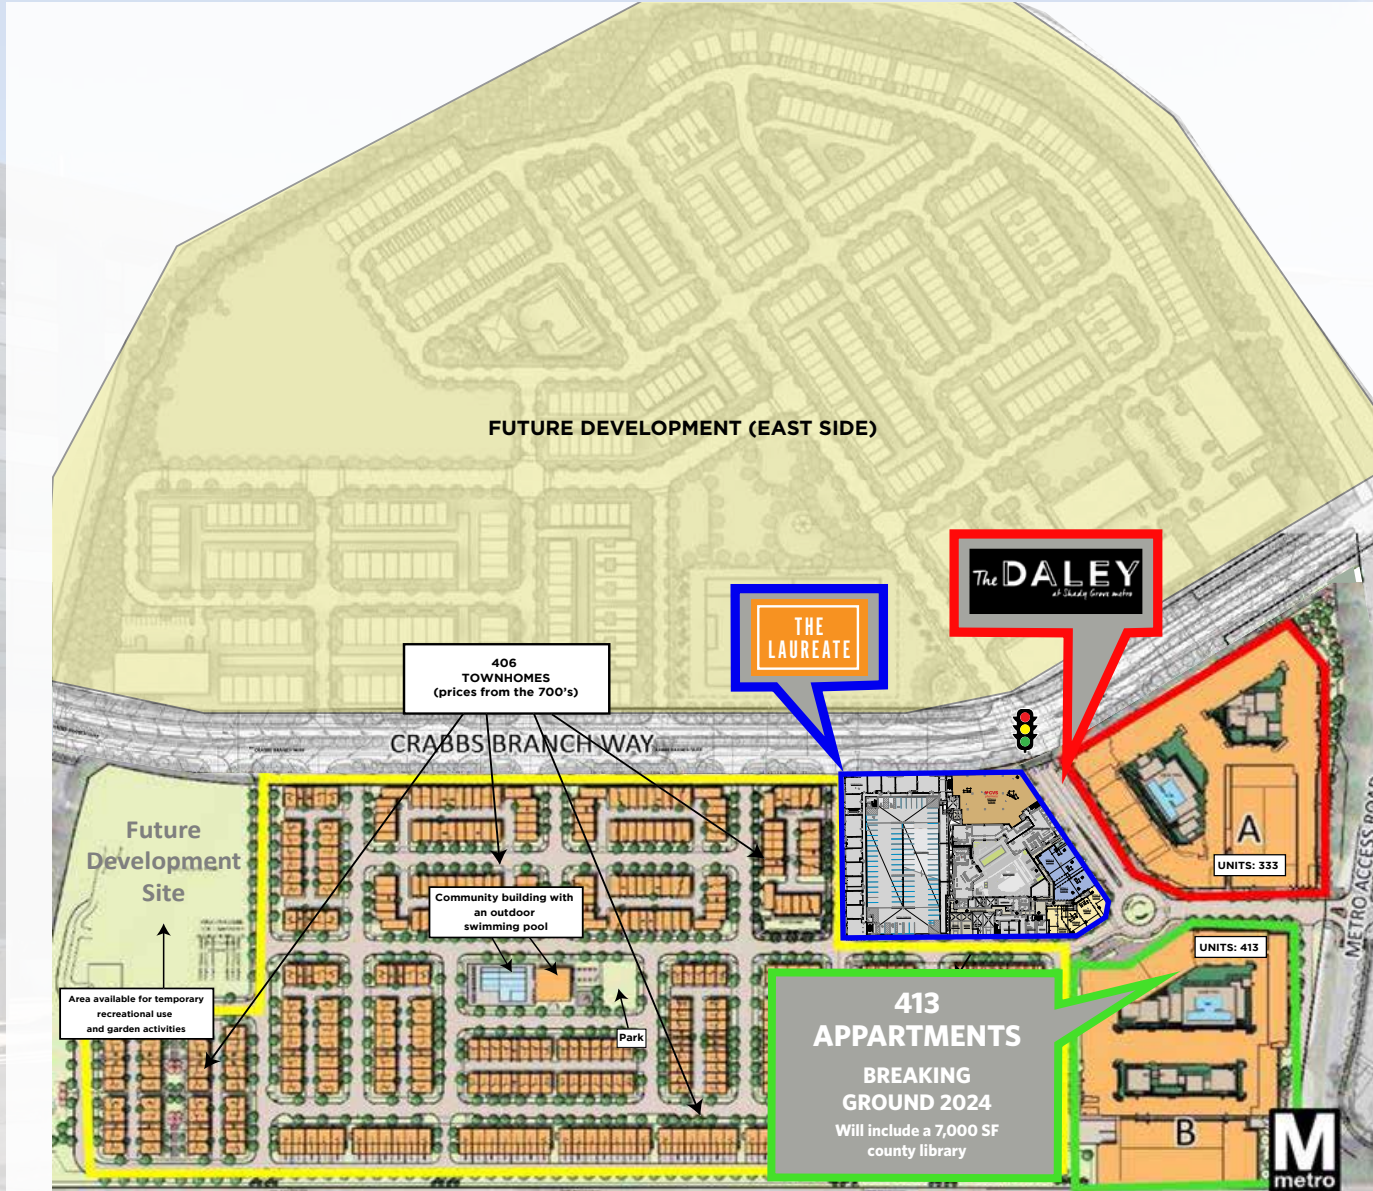 FUTURE DEVELOPMENT (EAST SIDE)
The DALEY
at Shady Grove metro
THE
LAUREATE
406
TOWNHOMES
(prices from the 700's)
CRABBS BRANCH WAY
Future
Development
Site
A
UNITS: 333
METRO ACCESS ROAD
Community building with
an outdoor
swimming pool
UNITS: 413
Area available for temporary
recreational use
and garden activities
Park
413
APPARTMENTS
BREAKING
GROUND 2024
Will include a 7,000 SF
county library
B
M
metro